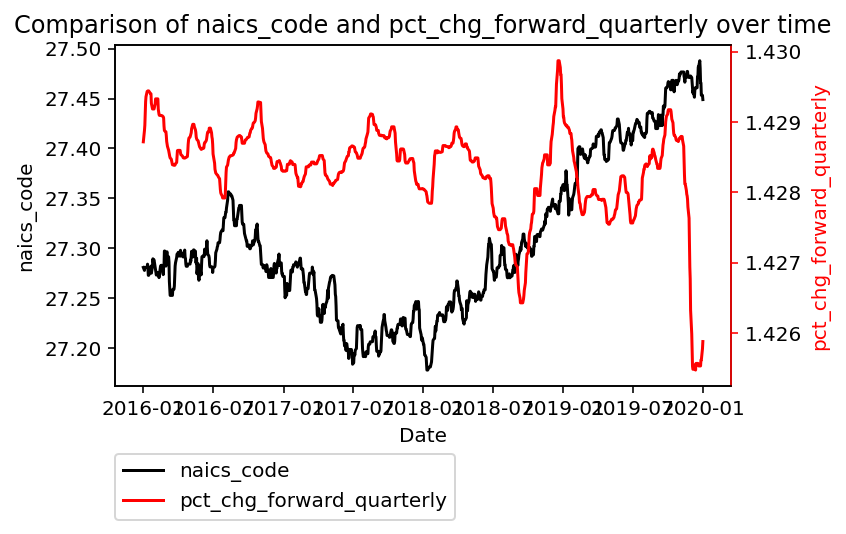 Comparison of naics_code and pct_chg_forward_quarterly over time
27.50
27.45
27.40
27.35
27.30
27.25
27.20
naics_code
1.430
1.429
1.428
1.427
1.426
pct_chg_forward_quarterly
2016-01 2016-07 2017-01 2017-07 2018-01 2018-07 2019-01 2019-07 2020-01
Date
naics_code
pct_chg_forward_quarterly